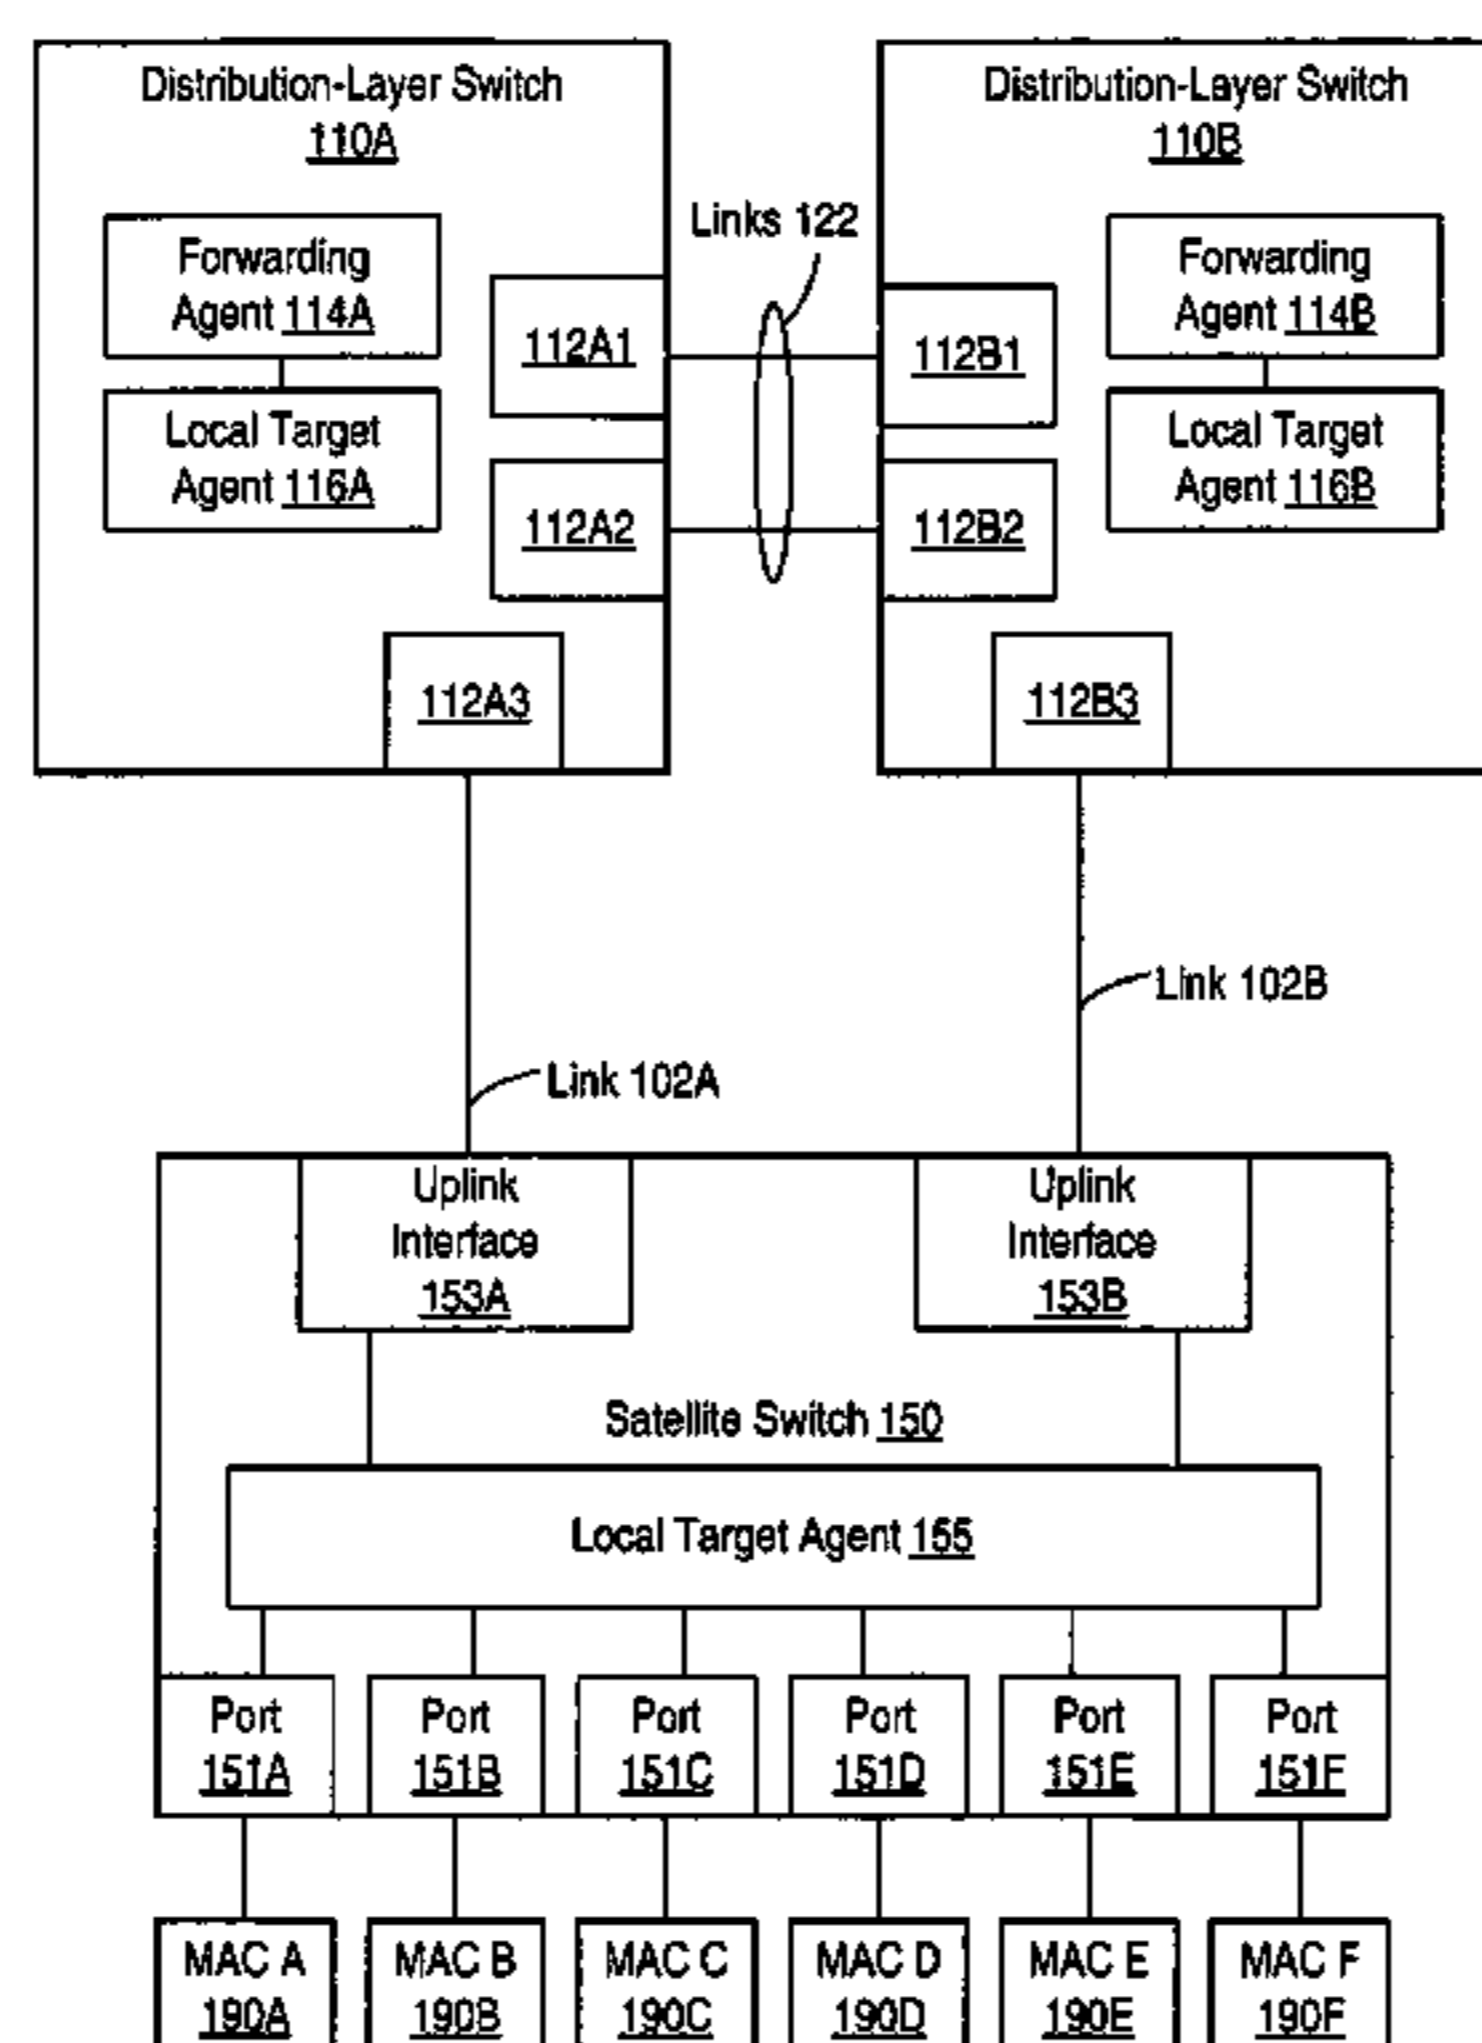 Distribution-Layer Switch
110A
Forwarding
Agent 114A
Local Target
Agent 116A
112A1
112A2
112A3
Links 122
Distribution-Layer Switch
110B
112B1
112B2
112B3
Forwarding
Agent 114B
Local Target
Agent 116B
Link 102A
Link 102B
Uplink
Interface
153A
Uplink
Interface
153B
Satellite Switch 150
Local Target Agent 155
Port
151A
Port
151B
Port
151C
Port
151D
Port
151E
Port
151F
MAC A
190A
MAC B
190B
MAC C
190C
MAC D
190D
MAC E
190E
MAC F
190F